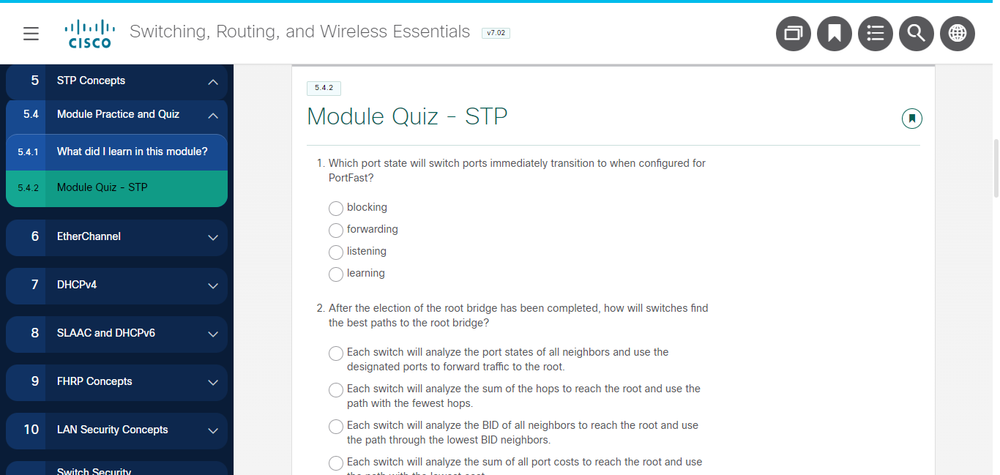 CISCO
Switching, Routing, and Wireless Essentials
v7.02
5 STP Concepts
5.4 Module Practice and Quiz
5.4.1 What did I learn in this module?
5.4.2 Module Quiz - STP
6 EtherChannel
7 DHCPv4
8 SLAAC and DHCPv6
9 FHRP Concepts
10 LAN Security Concepts
Switch Security
5.4.2
Module Quiz - STP
1. Which port state will switch ports immediately transition to when configured for
PortFast?
blocking
forwarding
listening
learning
2. After the election of the root bridge has been completed, how will switches find
the best paths to the root bridge?
Each switch will analyze the port states of all neighbors and use the
designated ports to forward traffic to the root.
Each switch will analyze the sum of the hops to reach the root and use the
path with the fewest hops.
Each switch will analyze the BID of all neighbors to reach the root and use
the path through the lowest BID neighbors.
Each switch will analyze the sum of all port costs to reach the root and use
the path with the lowest cost.